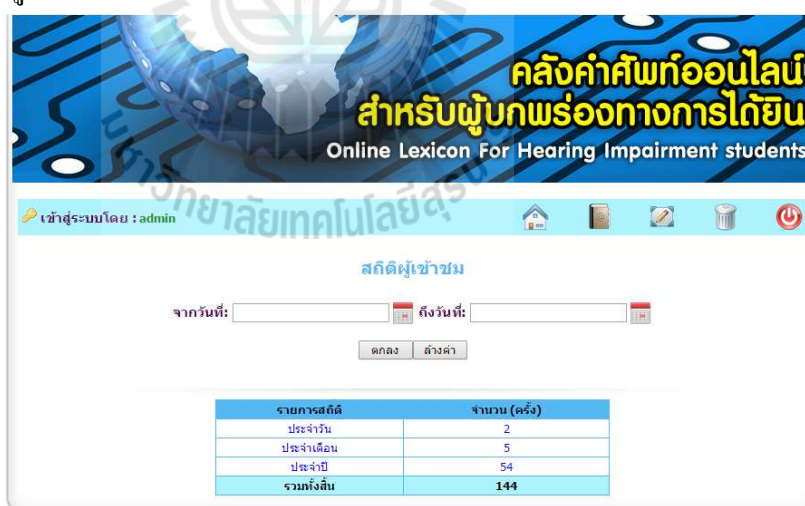 คลังคำศัพท์ออนไลน์
สำหรับผู้บกพร่องทางการได้ยิน
Online Lexicon For Hearing Impairment students
เข้าสู่ระบบโดย : admin
สถิติผู้เข้าชม
จากวันที่: ถึงวันที่:
ตกลง ล้างค่า
รายการสถิติ จำนวน (ครั้ง)
ประจำวัน 2
ประจำเดือน 5
ประจำปี 54
รวมทั้งสิ้น 144